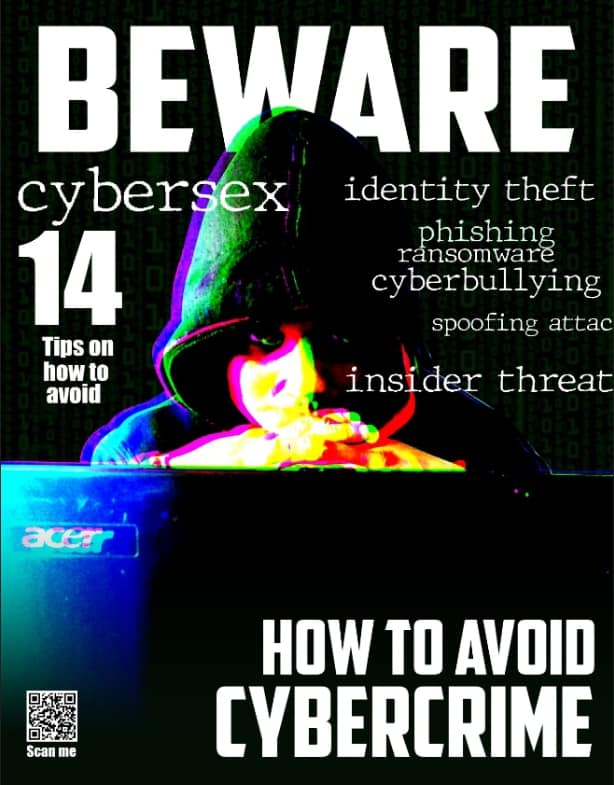 BEWARE
cybersex
identity theft
phishing
ransomware
cyberbullying
spoofing attac
insider threat
14
Tips on
how to
avoid
acer
HOW TO AVOID
CYBERCRIME
Scan me